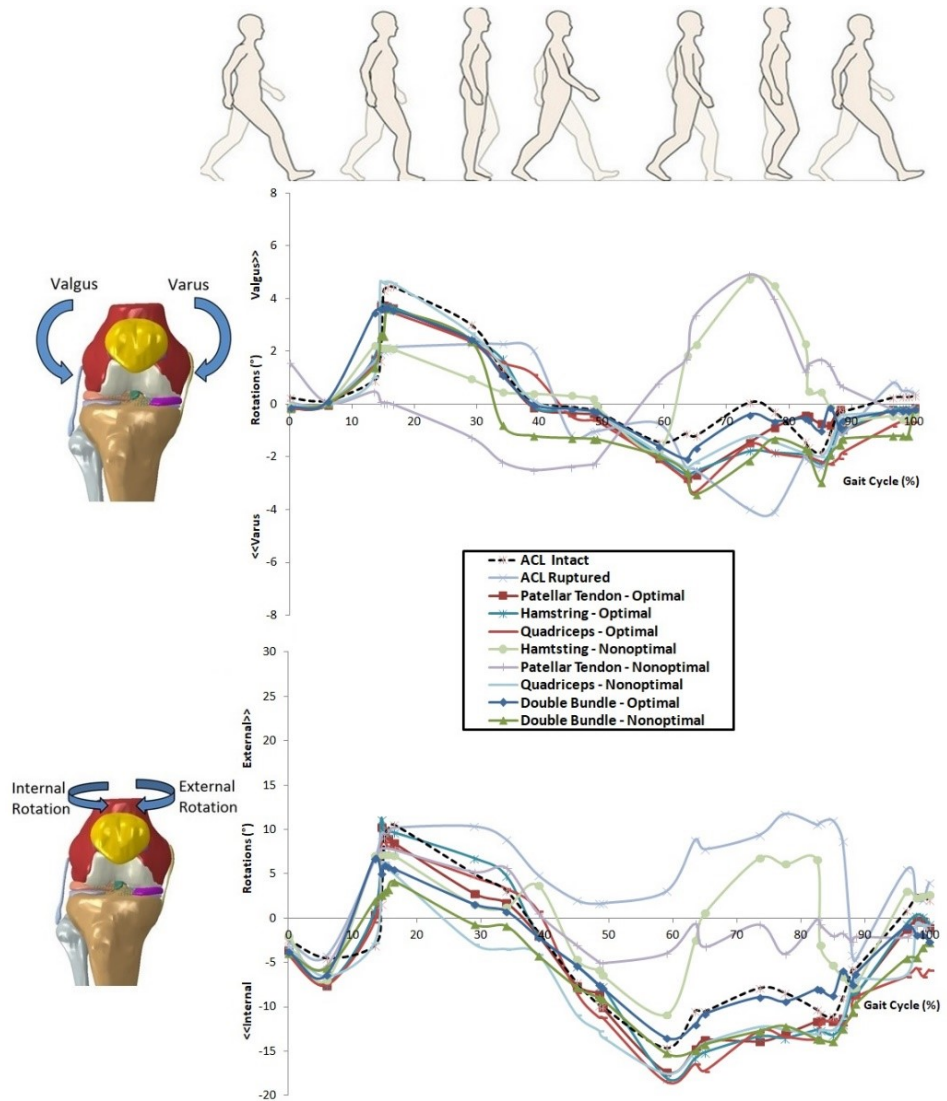 8
6
Valgus>>
Valgus
Varus
4
2
Rotations (°)
0
0 10 20 30 40 50 60 70 80 90 100
-2
Gait Cycle (%)
-4
<<Varus
-6
-8
ACL Intact
ACL Ruptured
Patellar Tendon - Optimal
Hamstring - Optimal
Quadriceps - Optimal
Hamtsting - Nonoptimal
Patellar Tendon - Nonoptimal
Quadriceps - Nonoptimal
Double Bundle - Optimal
Double Bundle - Nonoptimal
30
25
20
External>>
15
Internal
Rotation
External
Rotation
10
Rotations (°)
5
0
0 10 20 30 40 50 60 70 80 90 100
-5
-10
Gait Cycle (%)
<<Internal
-15
-20